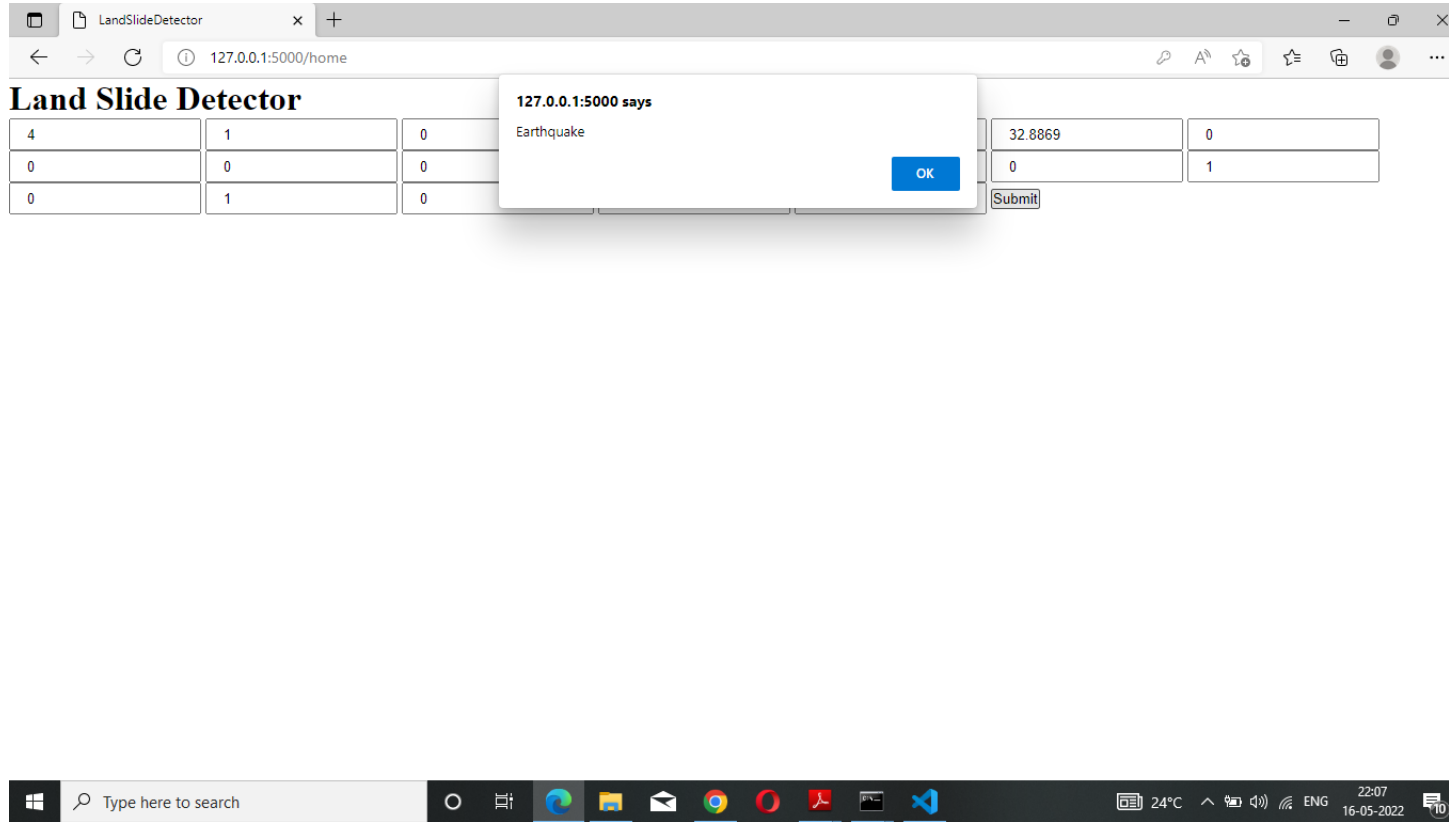 LandSlideDetector
127.0.0.1:5000/home
Land Slide Detector
127.0.0.1:5000 says
Earthquake
OK
4 1 0 32.8869 0
0 0 0 0 1
0 1 0 Submit
Type here to search
24°C ENG 22:07
16-05-2022 10